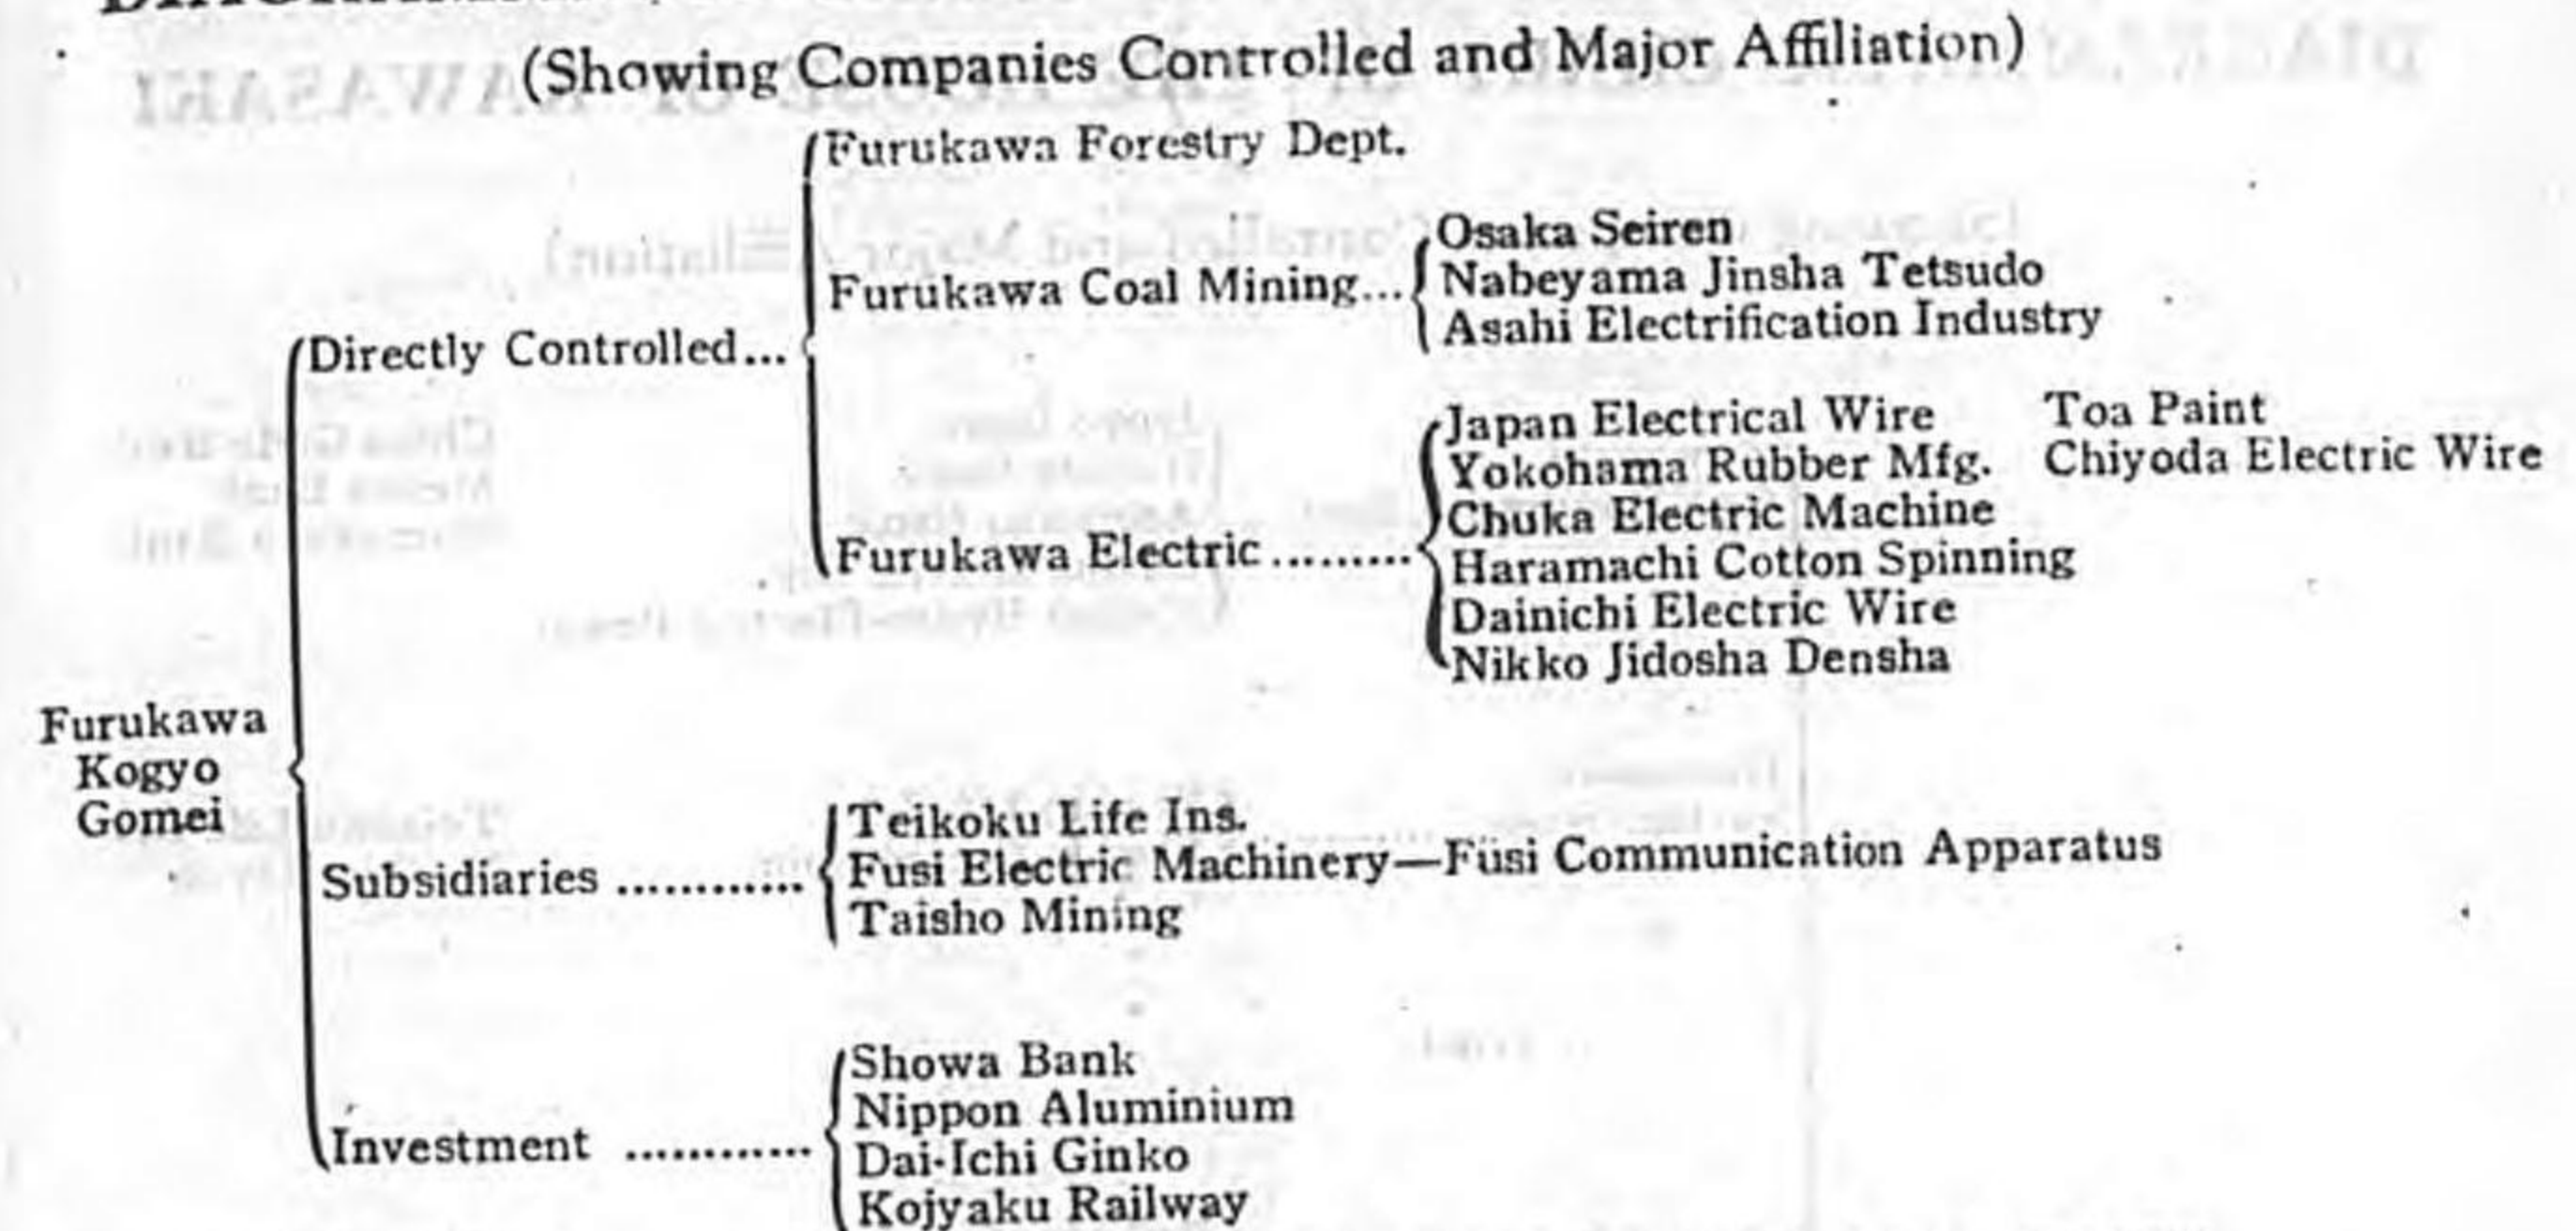 (Showing Companies Controlled and Major Affiliation)
Furukawa Forestry Dept.
Osaka Seiren
Furukawa Coal Mining...
Nabeyama Jinsha Tetsudo
Asahi Electrification Industry
Directly Controlled...
Japan Electrical Wire Toa Paint
Yokohama Rubber Mfg. Chiyoda Electric Wire
Chuka Electric Machine
Furukawa Electric..........
Haramachi Cotton Spinning
Dainichi Electric Wire
Nikko Jidosha Densha
Furukawa
Kogyo
Gomei
Teikoku Life Ins.
Subsidiaries ............
Fusi Electric Machinery—Füsi Communication Apparatus
Taisho Mining
Showa Bank
Nippon Aluminium
Investment ............
Dai-Ichi Ginko
Kojyaku Railway